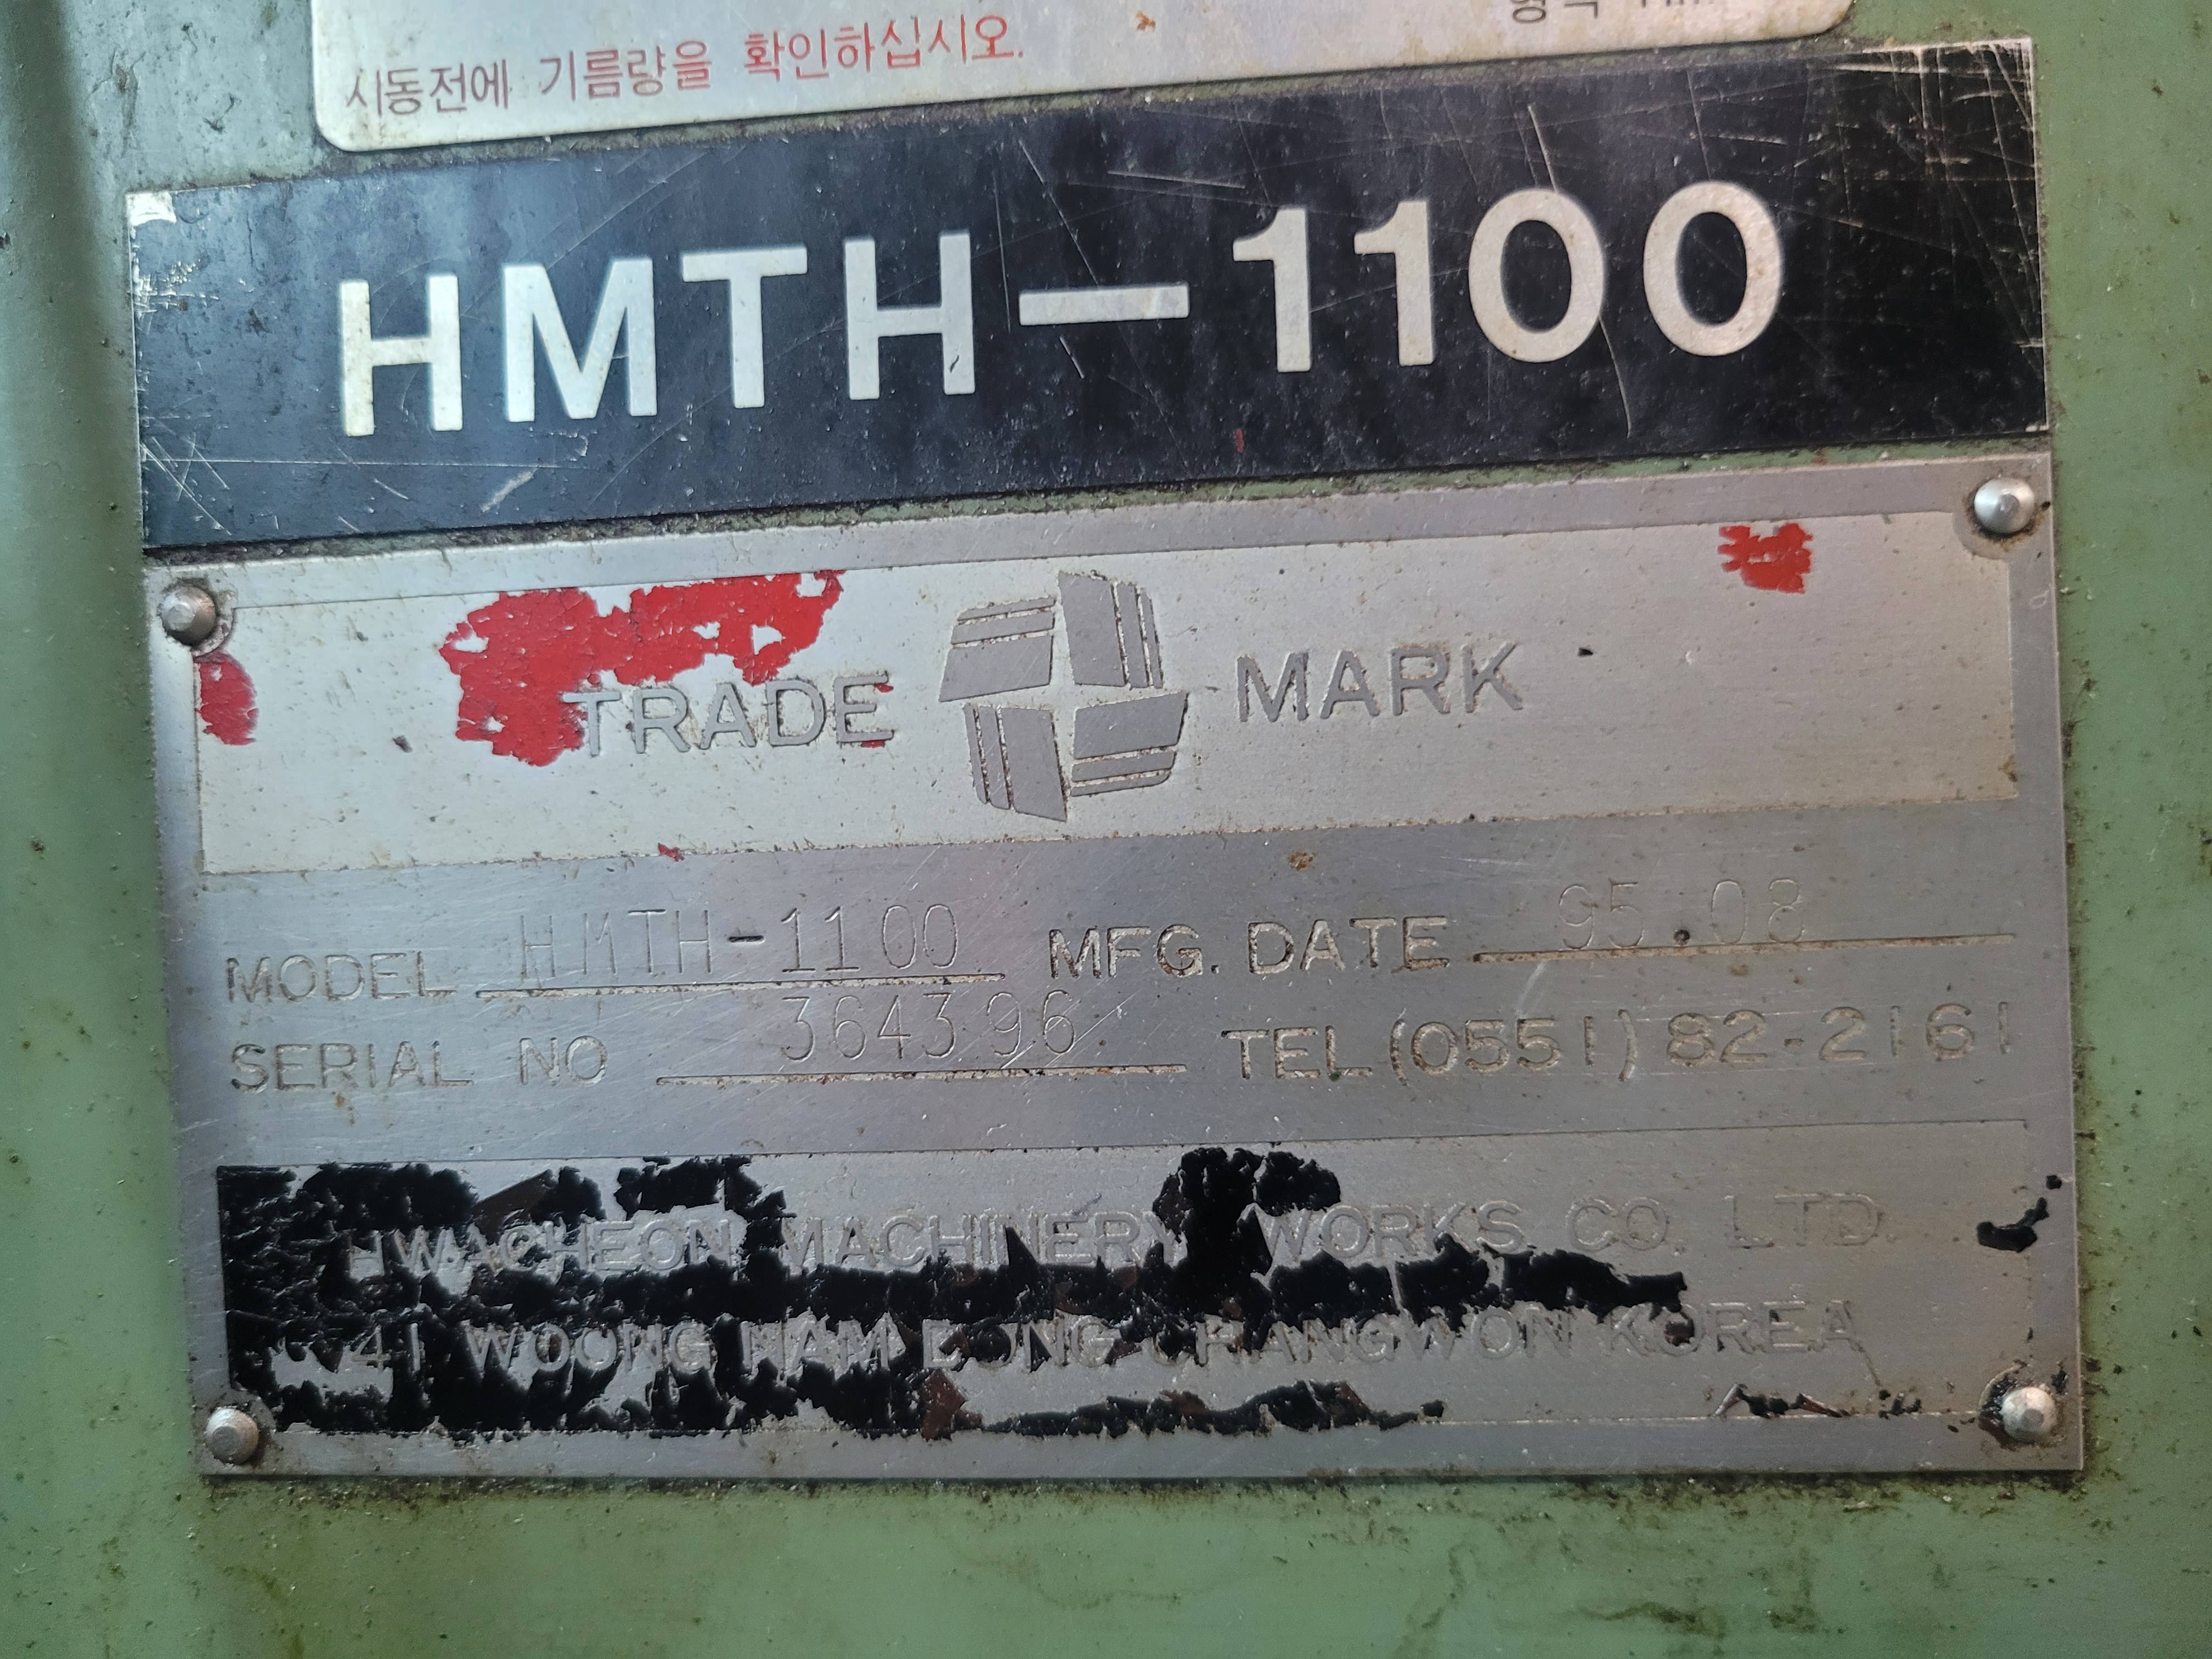 시동전에 기름량을 확인하십시오.
HMTH-1100
TRADE MARK
MODEL HMTH-1100 MFG. DATE 95.08
SERIAL NO 364396 TEL (0551) 82-2161
HWACHEON MACHINERY WORKS CO. LTD.
41 WOONG NAM DONG CHANGWON KOREA